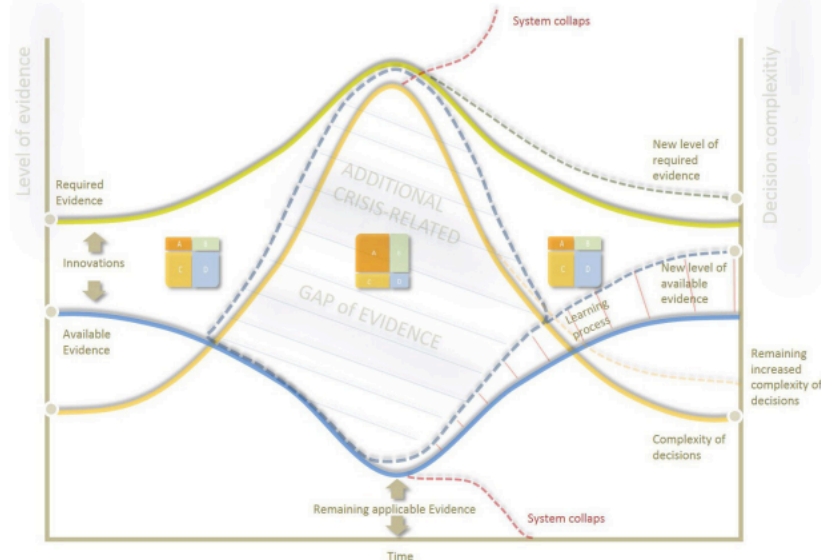 System collaps
Level of evidence
Decision complexitiy
New level of
required
evidence
Required
Evidence
ADDITIONAL
CRISIS-RELATED
A
B
C
D
A
B
C
D
A
B
C
D
Innovations
GAP of EVIDENCE
New level of
available
evidence
Learning
process
Available
Evidence
Remaining
increased
complexity of
decisions
Complexity of
decisions
Remaining applicable Evidence
System collaps
Time